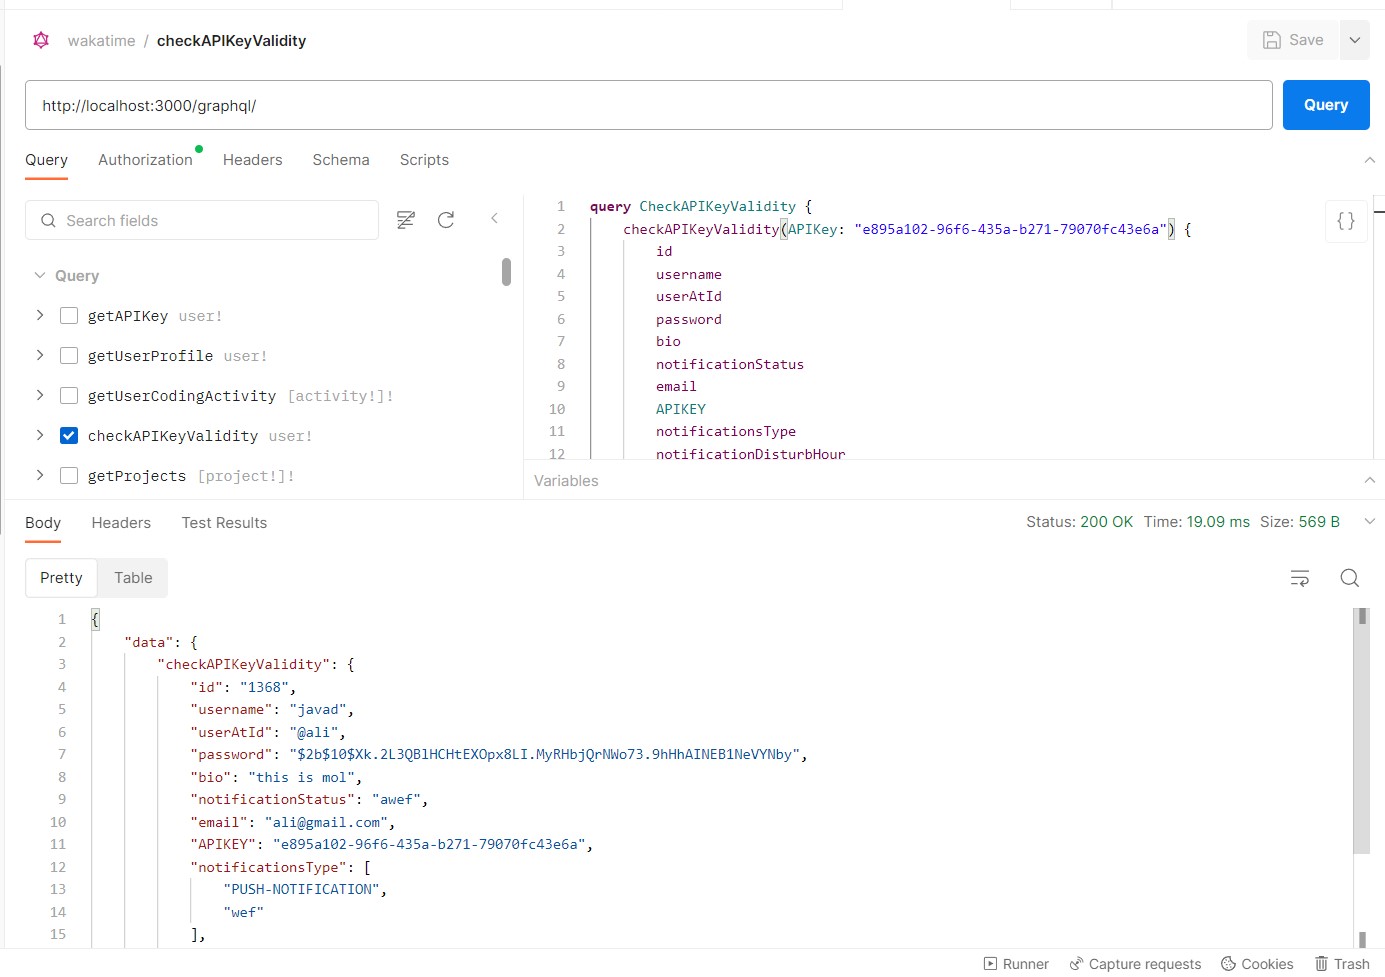 wakatime / checkAPIKeyValidity
Save
http://localhost:3000/graphql/
Query
Query Authorization Headers Schema Scripts
Search fields
Query
getAPIKey user!
getUserProfile user!
getUserCodingActivity [activity!]!
checkAPIKeyValidity user!
getProjects [project!]!
1 query CheckAPIKeyValidity {
2 checkAPIKeyValidity(APIKey: "e895a102-96f6-435a-b271-79070fc43e6a") {
3 id
4 username
5 userAtId
6 password
7 bio
8 notificationStatus
9 email
10 APIKEY
11 notificationsType
12 notificationDisturbHour
{}
Variables
Body Headers Test Results
Status: 200 OK Time: 19.09 ms Size: 569 B
Pretty Table
1 {
2 "data": {
3 "checkAPIKeyValidity": {
4 "id": "1368",
5 "username": "javad",
6 "userAtId": "@ali",
7 "password": "$2b$10$Xk.2L3QBlHCHtEXOpx8LI.MyRHbjQrNWo73.9hHhAINEB1NeVYNby",
8 "bio": "this is mol",
9 "notificationStatus": "awef",
10 "email": "ali@gmail.com",
11 "APIKEY": "e895a102-96f6-435a-b271-79070fc43e6a",
12 "notificationsType": [
13 "PUSH-NOTIFICATION",
14 "wef"
15 ],
Runner Capture requests Cookies Trash